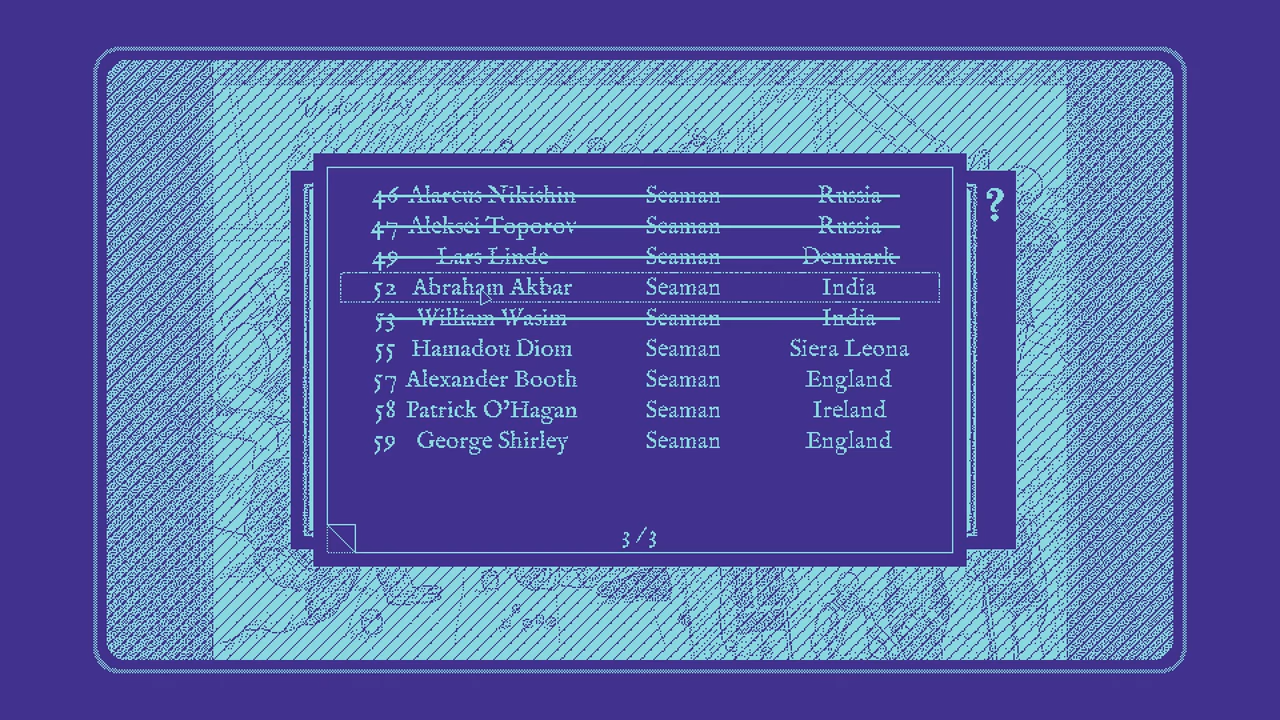 46 Alarcus Nikishin Seaman Russia
47 Aleksei Toporov Seaman Russia
49 Lars Linde Seaman Denmark
52 Abraham Akbar Seaman India
53 William Wasim Seaman India
55 Hamadou Diom Seaman Siera Leona
57 Alexander Booth Seaman England
58 Patrick O'Hagan Seaman Ireland
59 George Shirley Seaman England
?
3/3